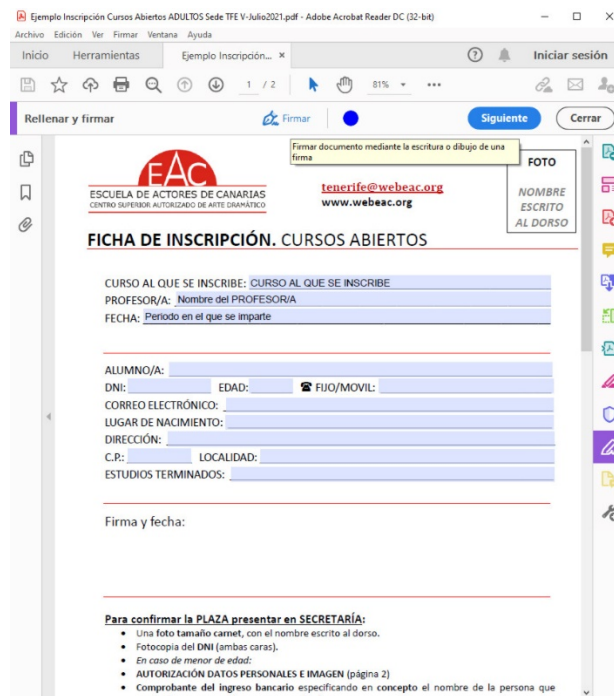 Ejemplo Inscripción Cursos Abiertos ADULTOS Sede TFE V-Julio2021.pdf - Adobe Acrobat Reader DC (32-bit)
Archivo Edición Ver Firmar Ventana Ayuda
Inicio Herramientas Ejemplo Inscripción... × Iniciar sesión
1 / 2 81%
Rellenar y firmar Firmar Siguiente Cerrar
Firmar documento mediante la escritura o dibujo de una
firma
EAC
ESCUELA DE ACTORES DE CANARIAS
CENTRO SUPERIOR AUTORIZADO DE ARTE DRAMÁTICO
tenerife@webeac.org
www.webeac.org
FOTO
NOMBRE
ESCRITO
AL DORSO
FICHA DE INSCRIPCIÓN. CURSOS ABIERTOS
CURSO AL QUE SE INSCRIBE: CURSO AL QUE SE INSCRIBE
PROFESOR/A: Nombre del PROFESOR/A
FECHA: Periodo en el que se imparte
ALUMNO/A:
DNI: EDAD: ☎ FIJO/MOVIL:
CORREO ELECTRÓNICO:
LUGAR DE NACIMIENTO:
DIRECCIÓN:
C.P.: LOCALIDAD:
ESTUDIOS TERMINADOS:
Firma y fecha:
Para confirmar la PLAZA presentar en SECRETARÍA:
• Una foto tamaño carnet, con el nombre escrito al dorso.
• Fotocopia del DNI (ambas caras).
• En caso de menor de edad:
• AUTORIZACIÓN DATOS PERSONALES E IMAGEN (página 2)
• Comprobante del ingreso bancario especificando en concepto el nombre de la persona que